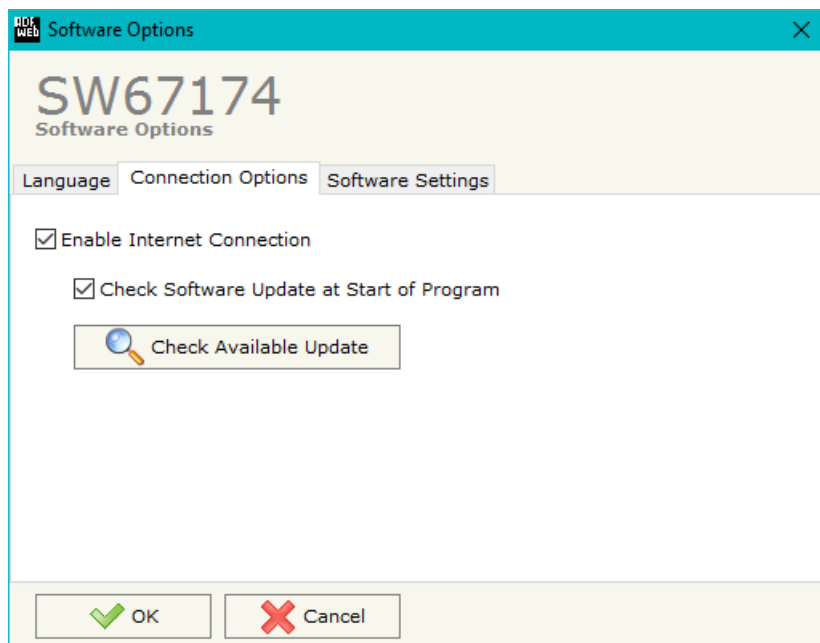 ADF
WEB
Software Options
SW67174
Software Options
Language
Connection Options
Software Settings
Enable Internet Connection
Check Software Update at Start of Program
Check Available Update
OK
Cancel